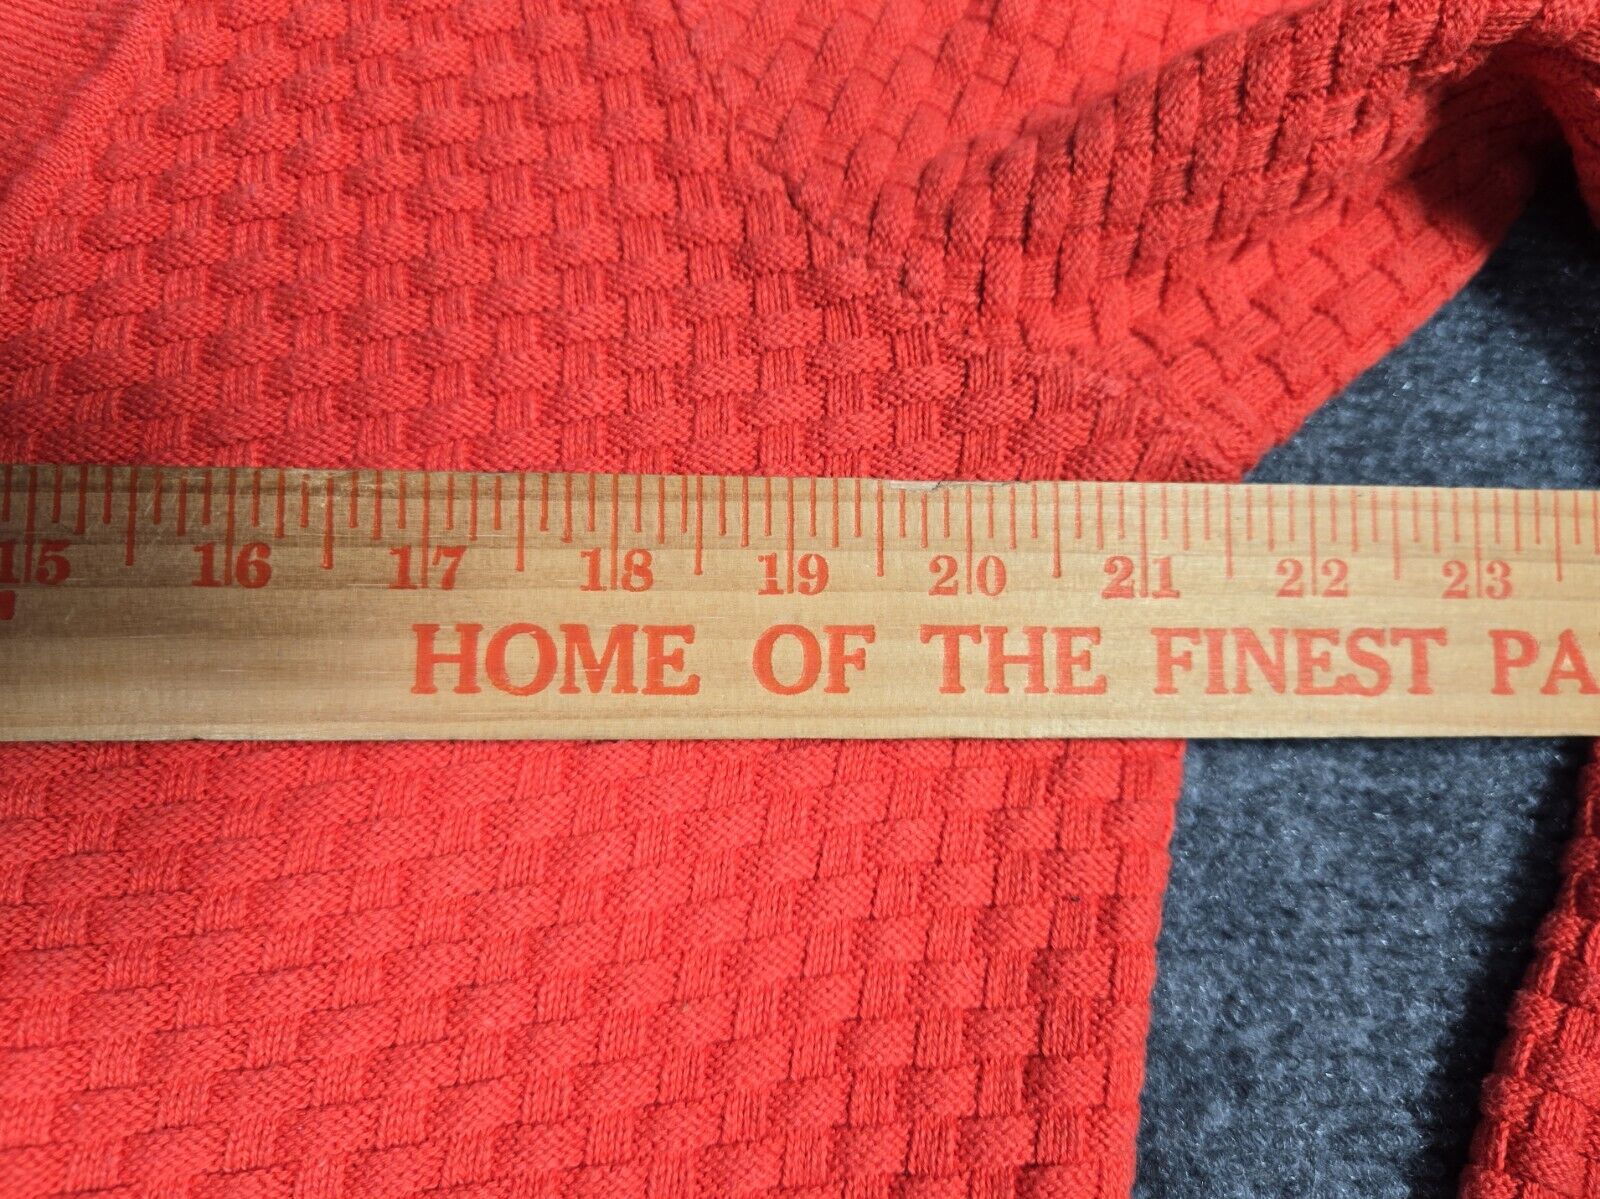 15 16 17 18 19 20 21 22 23
HOME OF THE FINEST PA